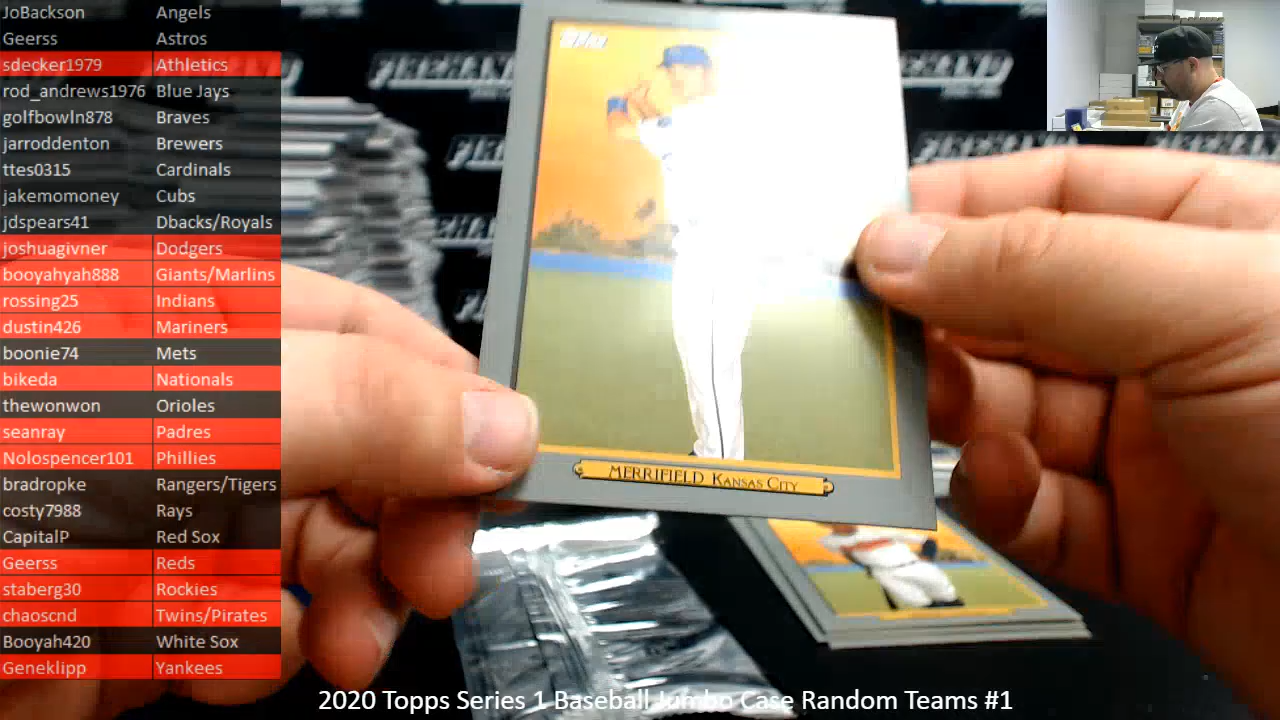 JoBackson Angels
Geerss Astros
sdecker1979 Athletics
rod_andrews1976 Blue Jays
golfbowln878 Braves
jarroddenton Brewers
ttes0315 Cardinals
jakemomoney Cubs
jdspears41 Dbacks/Royals
joshuagivner Dodgers
booyahyah888 Giants/Marlins
rossing25 Indians
dustin426 Mariners
boonie74 Mets
bikeda Nationals
thewonwon Orioles
seanray Padres
Nolospencer101 Phillies
bradropke Rangers/Tigers
costy7988 Rays
CapitalP Red Sox
Geerss Reds
staberg30 Rockies
chaoscnd Twins/Pirates
Booyah420 White Sox
Geneklipp Yankees
Topps
FIREHAND
MERRIFIELD KANSAS CITY
2020 Topps Series 1 Baseball Jumbo Case Random Teams #1